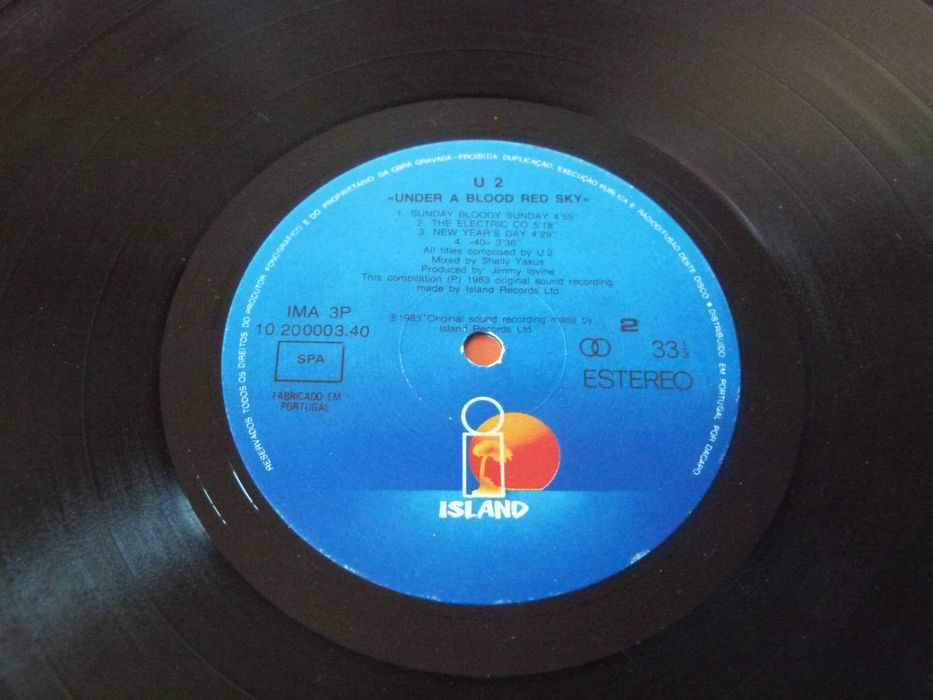 RESERVADOS TODOS OS DIREITOS DO PRODUTOR FONOGRÁFICO E DO PROPRIETÁRIO DA OBRA GRAVADA - PROIBIDA DUPLICAÇÃO, EXECUÇÃO PÚBLICA E RADIODIFUSÃO DESTE DISCO • DISTRIBUÍDO EM PORTUGAL POR DACAPO
U 2
«UNDER A BLOOD RED SKY»
1. SUNDAY BLOODY SUNDAY 4'55"
2. THE ELECTRIC CO 5'18"
3. NEW YEAR'S DAY 4'29"
4. «40» 3'36"
All titles composed by U 2
Mixed by Shelly Yakus
Produced by: Jimmy Iovine
This compilation (P) 1983 original sound recording
made by Island Records Ltd.
IMA 3P
10.200003.40
SPA
FABRICADO EM
PORTUGAL
℗1983 Original sound recording made by
Island Records Ltd.
2
33 1/3
ESTEREO
ISLAND